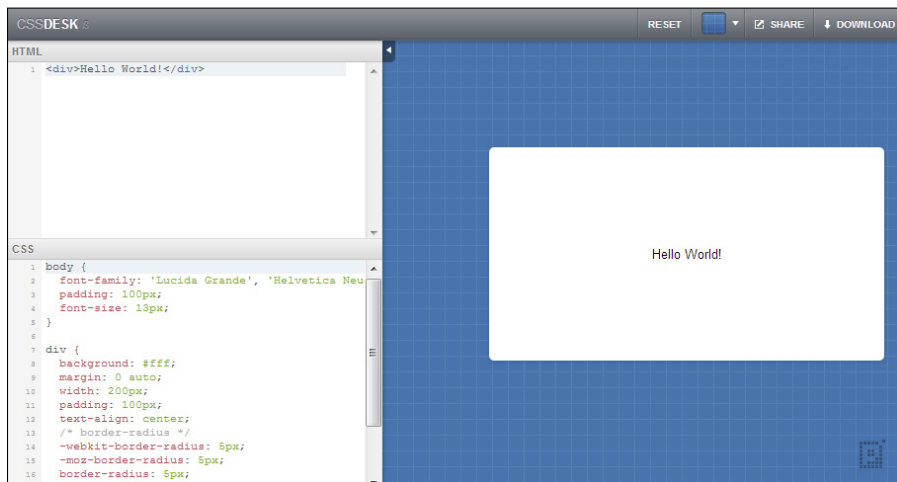 CSSDESK
RESET
SHARE
DOWNLOAD
HTML
1 <div>Hello World!</div>
Hello World!
CSS
1 body {
2 font-family: 'Lucida Grande', 'Helvetica Neu
3 padding: 100px;
4 font-size: 13px;
5 }
6
7 div {
8 background: #fff;
9 margin: 0 auto;
10 width: 200px;
11 padding: 100px;
12 text-align: center;
13 /* border-radius */
14 -webkit-border-radius: 5px;
15 -moz-border-radius: 5px;
16 border-radius: 5px;